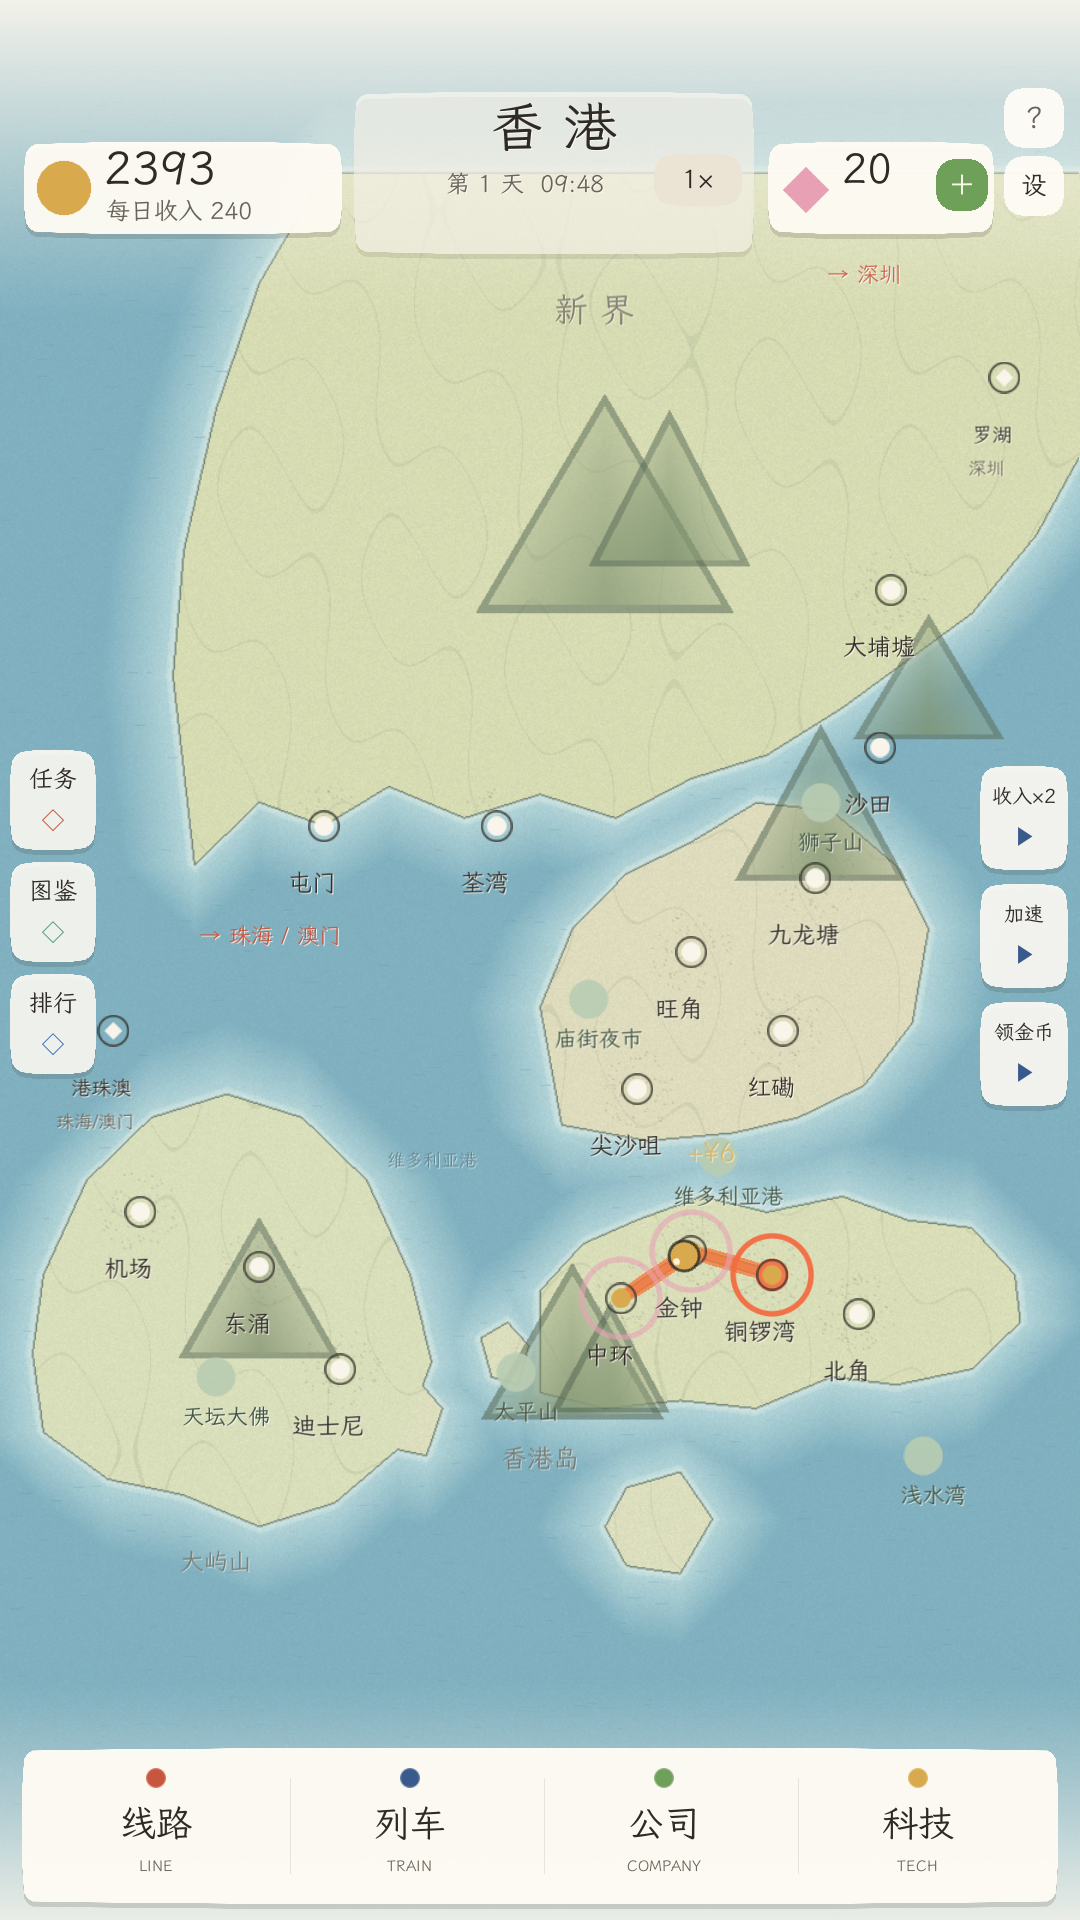 香港
?
2393
每日收入 240
第 1 天 09:48
1×
20
+
设
→ 深圳
新界
罗湖
深圳
大埔墟
任务
沙田
收入×2
狮子山
屯门
荃湾
图鉴
加速
→ 珠海 / 澳门
九龙塘
排行
旺角
庙街夜市
领金币
港珠澳
红磡
珠海/澳门
尖沙咀
+¥6
维多利亚港
维多利亚港
机场
金钟
东涌
铜锣湾
中环
北角
天坛大佛
迪士尼
太平山
香港岛
浅水湾
大屿山
线路
LINE
列车
TRAIN
公司
COMPANY
科技
TECH